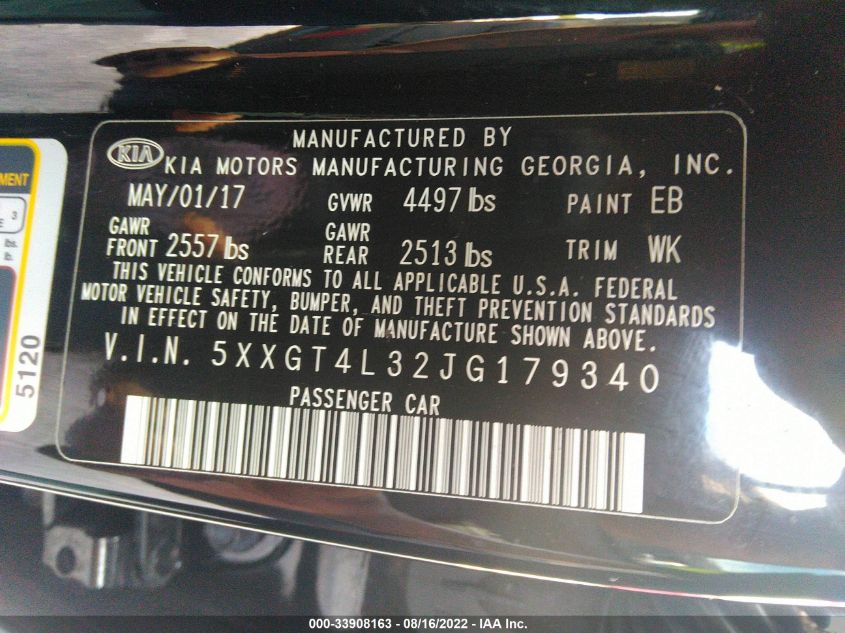 MANUFACTURED BY
KIA KIA MOTORS MANUFACTURING GEORGIA, INC.
MAY/01/17 GVWR 4497 lbs PAINT EB
GAWR FRONT 2557 lbs GAWR REAR 2513 lbs TRIM WK
THIS VEHICLE CONFORMS TO ALL APPLICABLE U.S.A. FEDERAL
MOTOR VEHICLE SAFETY, BUMPER, AND THEFT PREVENTION STANDARDS
IN EFFECT ON THE DATE OF MANUFACTURE SHOWN ABOVE.
V.I.N. 5XXGT4L32JG179340
PASSENGER CAR
3
lbs.
lb.
5120
000-33908163 - 08/16/2022 - IAA Inc.